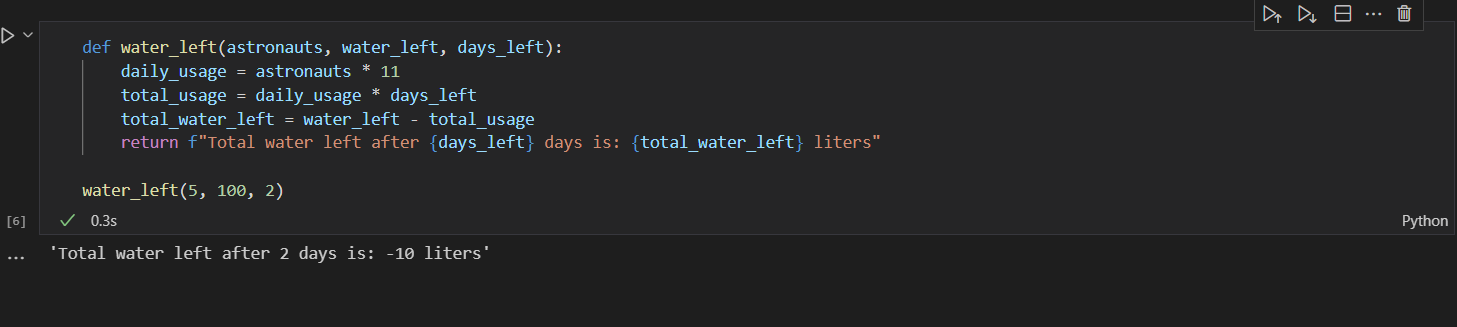 def water_left(astronauts, water_left, days_left):
    daily_usage = astronauts * 11
    total_usage = daily_usage * days_left
    total_water_left = water_left - total_usage
    return f"Total water left after {days_left} days is: {total_water_left} liters"
water_left(5, 100, 2)
[6] 0.3s Python
... 'Total water left after 2 days is: -10 liters'